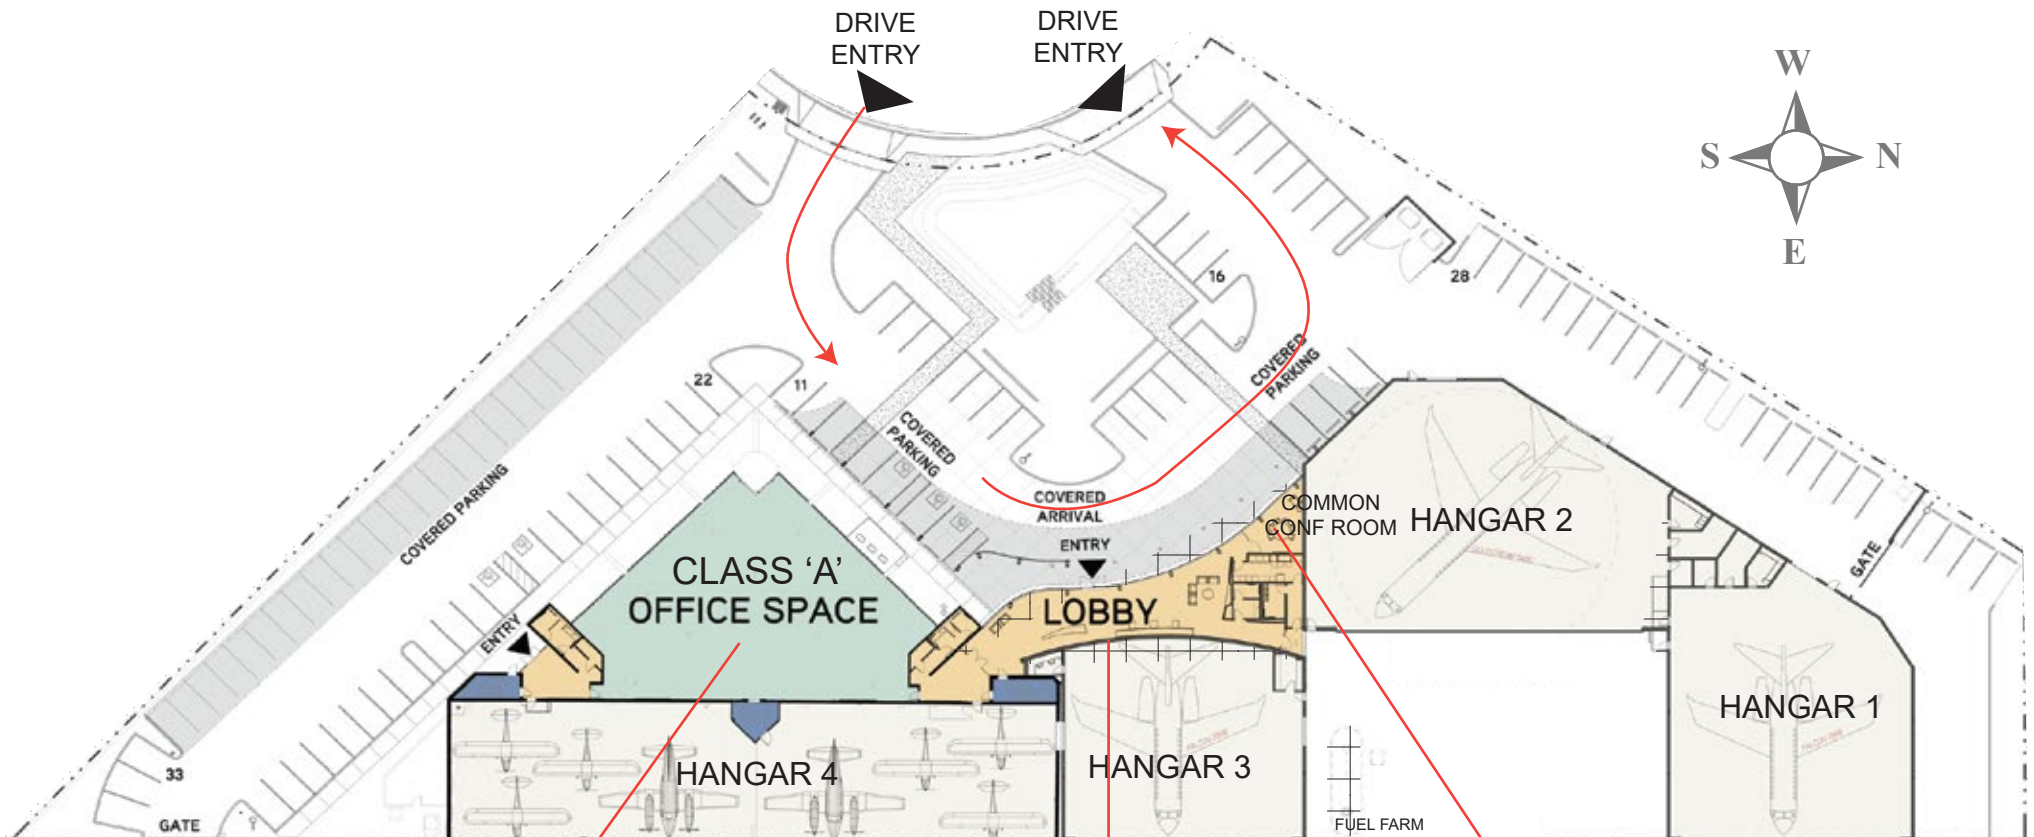 DRIVE
ENTRY
DRIVE
ENTRY
W
S
N
E
16
28
22
11
COVERED
PARKING
COVERED
PARKING
COVERED PARKING
COVERED
ARRIVAL
ENTRY
COMMON
CONF ROOM
HANGAR 2
GATE
CLASS ‘A’
OFFICE SPACE
LOBBY
ENTRY
HANGAR 1
HANGAR 4
HANGAR 3
33
GATE
FUEL FARM